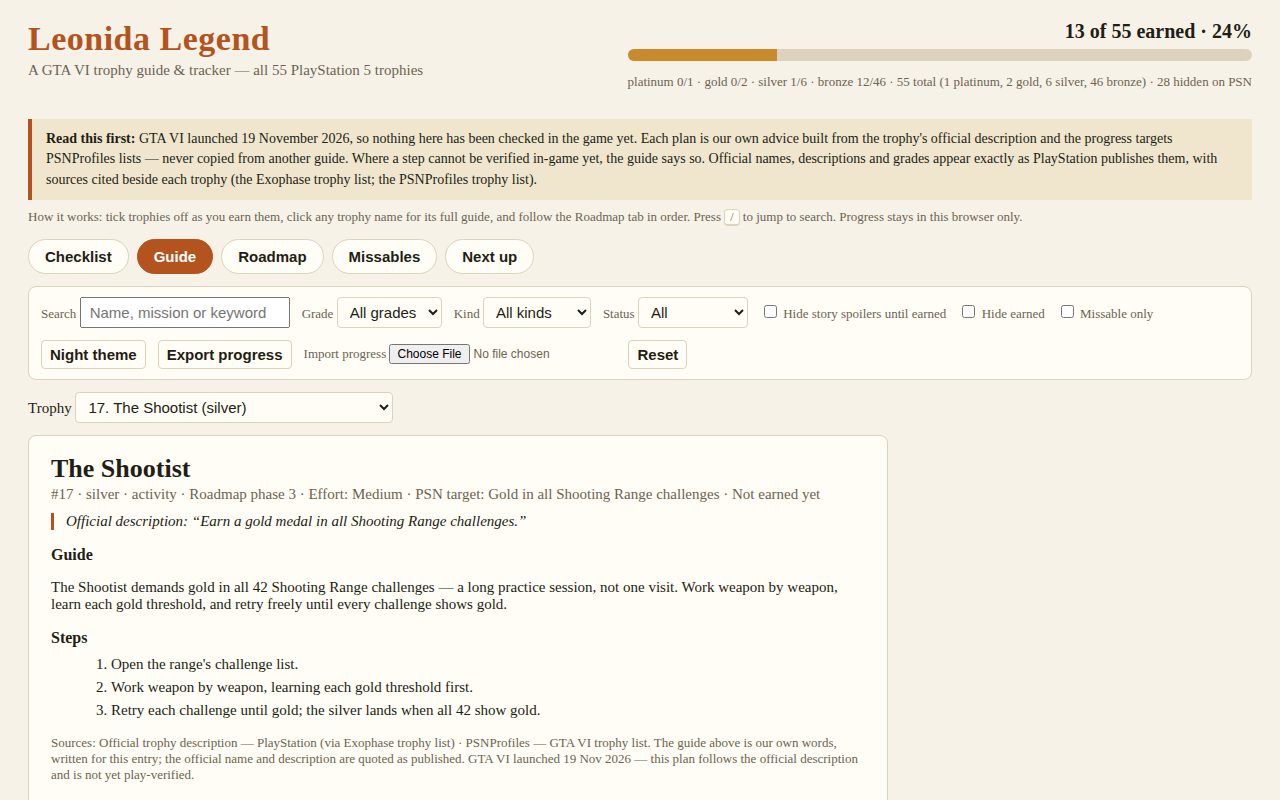 Leonida Legend
A GTA VI trophy guide & tracker — all 55 PlayStation 5 trophies
13 of 55 earned · 24%
platinum 0/1 · gold 0/2 · silver 1/6 · bronze 12/46 · 55 total (1 platinum, 2 gold, 6 silver, 46 bronze) · 28 hidden on PSN
Read this first: GTA VI launched 19 November 2026, so nothing here has been checked in the game yet. Each plan is our own advice built from the trophy's official description and the progress targets
PSNProfiles lists — never copied from another guide. Where a step cannot be verified in-game yet, the guide says so. Official names, descriptions and grades appear exactly as PlayStation publishes them, with
sources cited beside each trophy (the Exophase trophy list; the PSNProfiles trophy list).
How it works: tick trophies off as you earn them, click any trophy name for its full guide, and follow the Roadmap tab in order. Press / to jump to search. Progress stays in this browser only.
Checklist Guide Roadmap Missables Next up
Search Name, mission or keyword Grade All grades Kind All kinds Status All Hide story spoilers until earned Hide earned Missable only
Night theme Export progress Import progress Choose File No file chosen Reset
Trophy 17. The Shootist (silver)
The Shootist
#17 · silver · activity · Roadmap phase 3 · Effort: Medium · PSN target: Gold in all Shooting Range challenges · Not earned yet
Official description: “Earn a gold medal in all Shooting Range challenges.”
Guide
The Shootist demands gold in all 42 Shooting Range challenges — a long practice session, not one visit. Work weapon by weapon,
learn each gold threshold, and retry freely until every challenge shows gold.
Steps
1. Open the range's challenge list.
2. Work weapon by weapon, learning each gold threshold first.
3. Retry each challenge until gold; the silver lands when all 42 show gold.
Sources: Official trophy description — PlayStation (via Exophase trophy list) · PSNProfiles — GTA VI trophy list. The guide above is our own words,
written for this entry; the official name and description are quoted as published. GTA VI launched 19 Nov 2026 — this plan follows the official description
and is not yet play-verified.